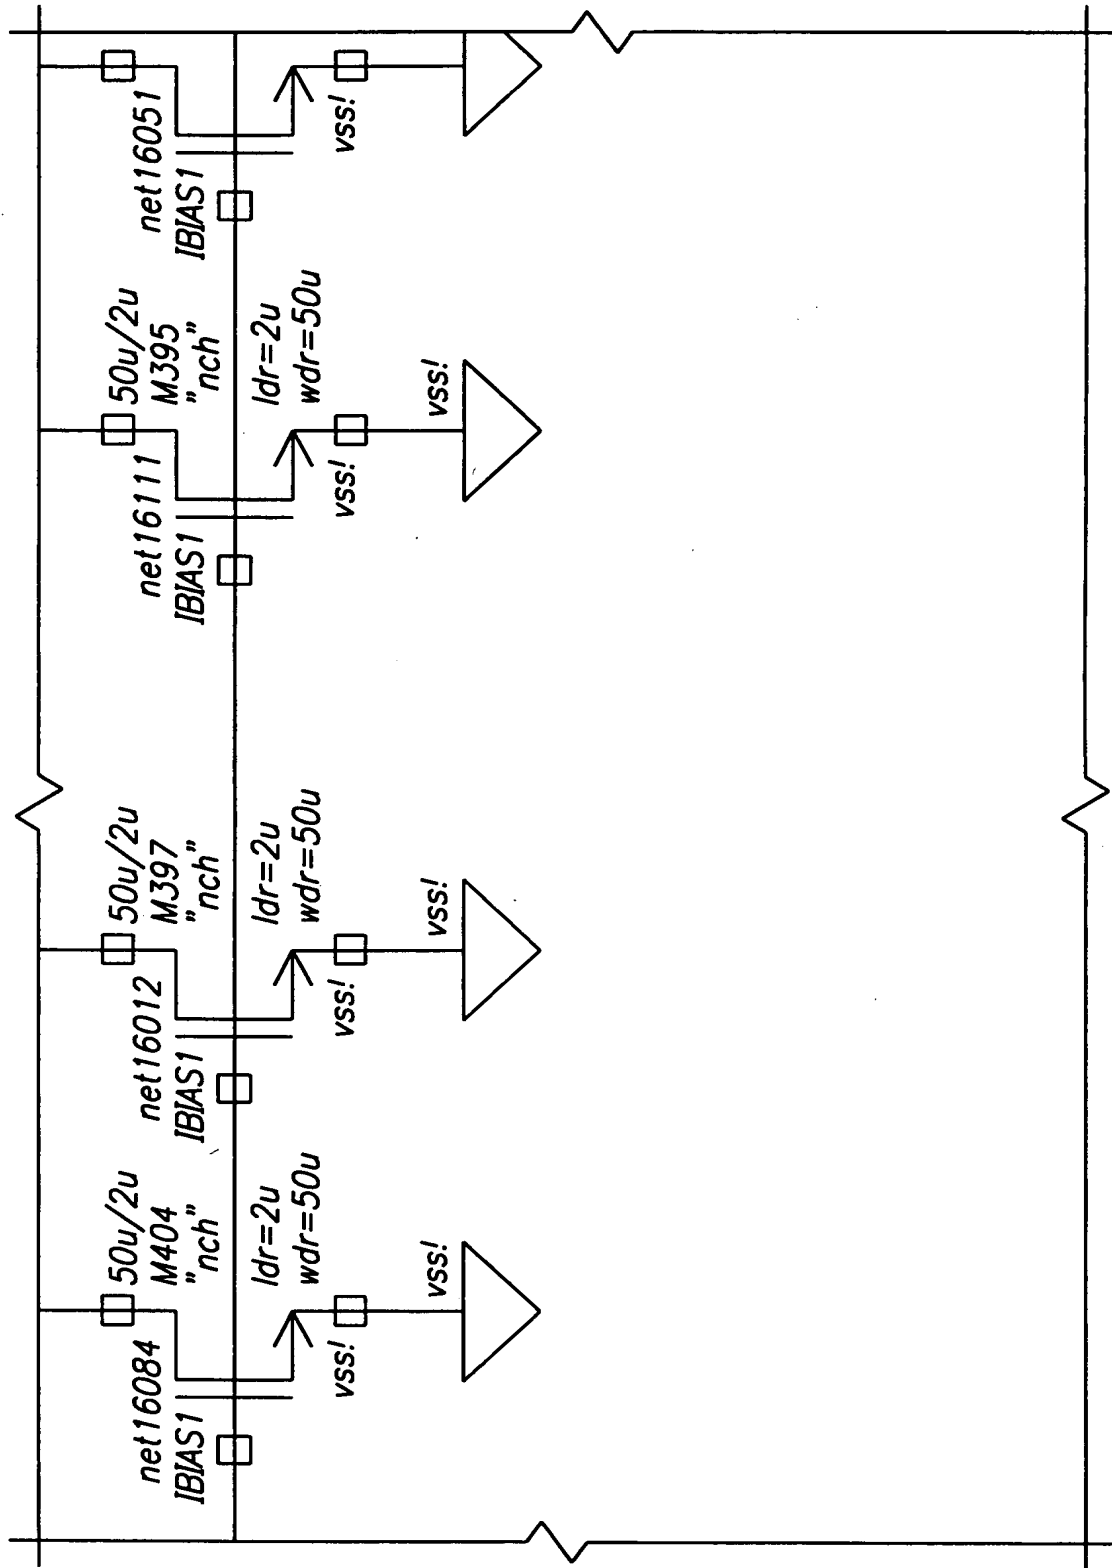 net16084
IBIAS1
50u/2u
M404
"nch"
ldr=2u
wdr=50u
vss!
vss!
net16012
IBIAS1
50u/2u
M397
"nch"
ldr=2u
wdr=50u
vss!
vss!
net16111
IBIAS1
50u/2u
M395
"nch"
ldr=2u
wdr=50u
vss!
vss!
net16051
IBIAS1
vss!